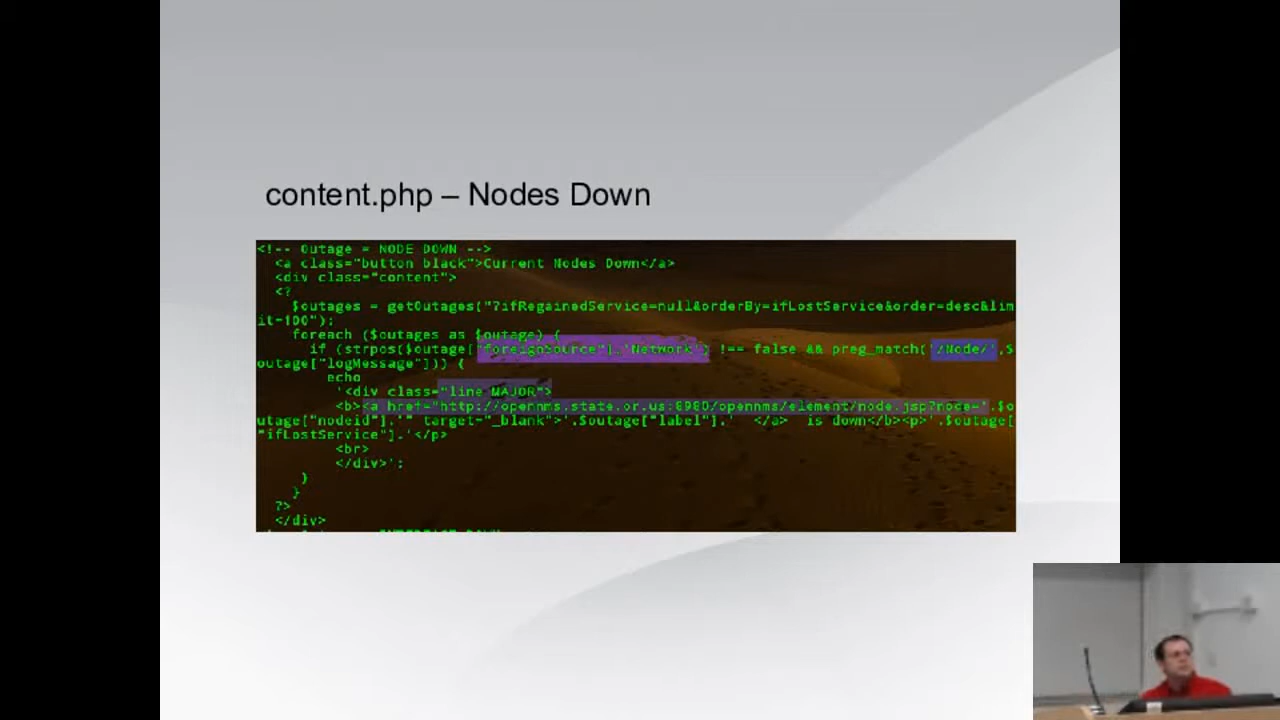 content.php – Nodes Down
<!-- Outage = NODE DOWN -->
<a class="button black">Current Nodes Down</a>
<div class="content">
<?
$outages = getOutages("?ifRegainedService=null&orderBy=ifLostService&order=desc&lim
it=100");
foreach ($outages as $outage) {
if (strpos($outage["foreignSource"],'Network') !== false && preg_match('/Node/',$o
utage["logMessage"])) {
echo
'<div class="line MAJOR">
<b><a href="http://opennms.state.or.us:8980/opennms/element/node.jsp?node='.$o
utage["nodeid"].'" target="_blank">'.$outage["label"].' </a> is down</b><p>'.$outage[
"ifLostService"].'</p>
<br>
</div>';
}
}
?>
</div>